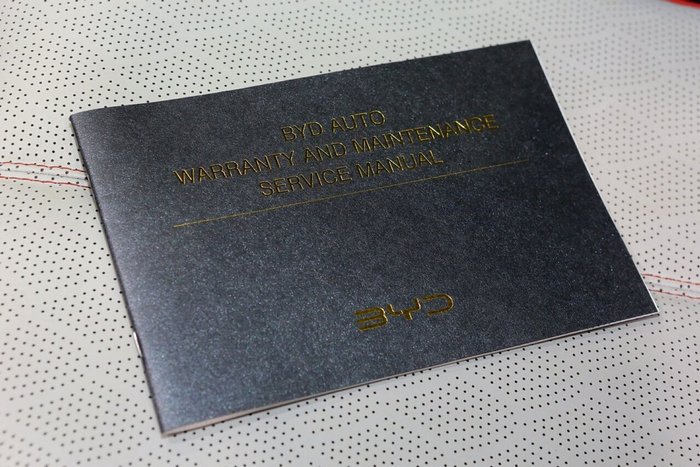 BYD AUTO
WARRANTY AND MAINTENANCE
SERVICE MANUAL
BYD